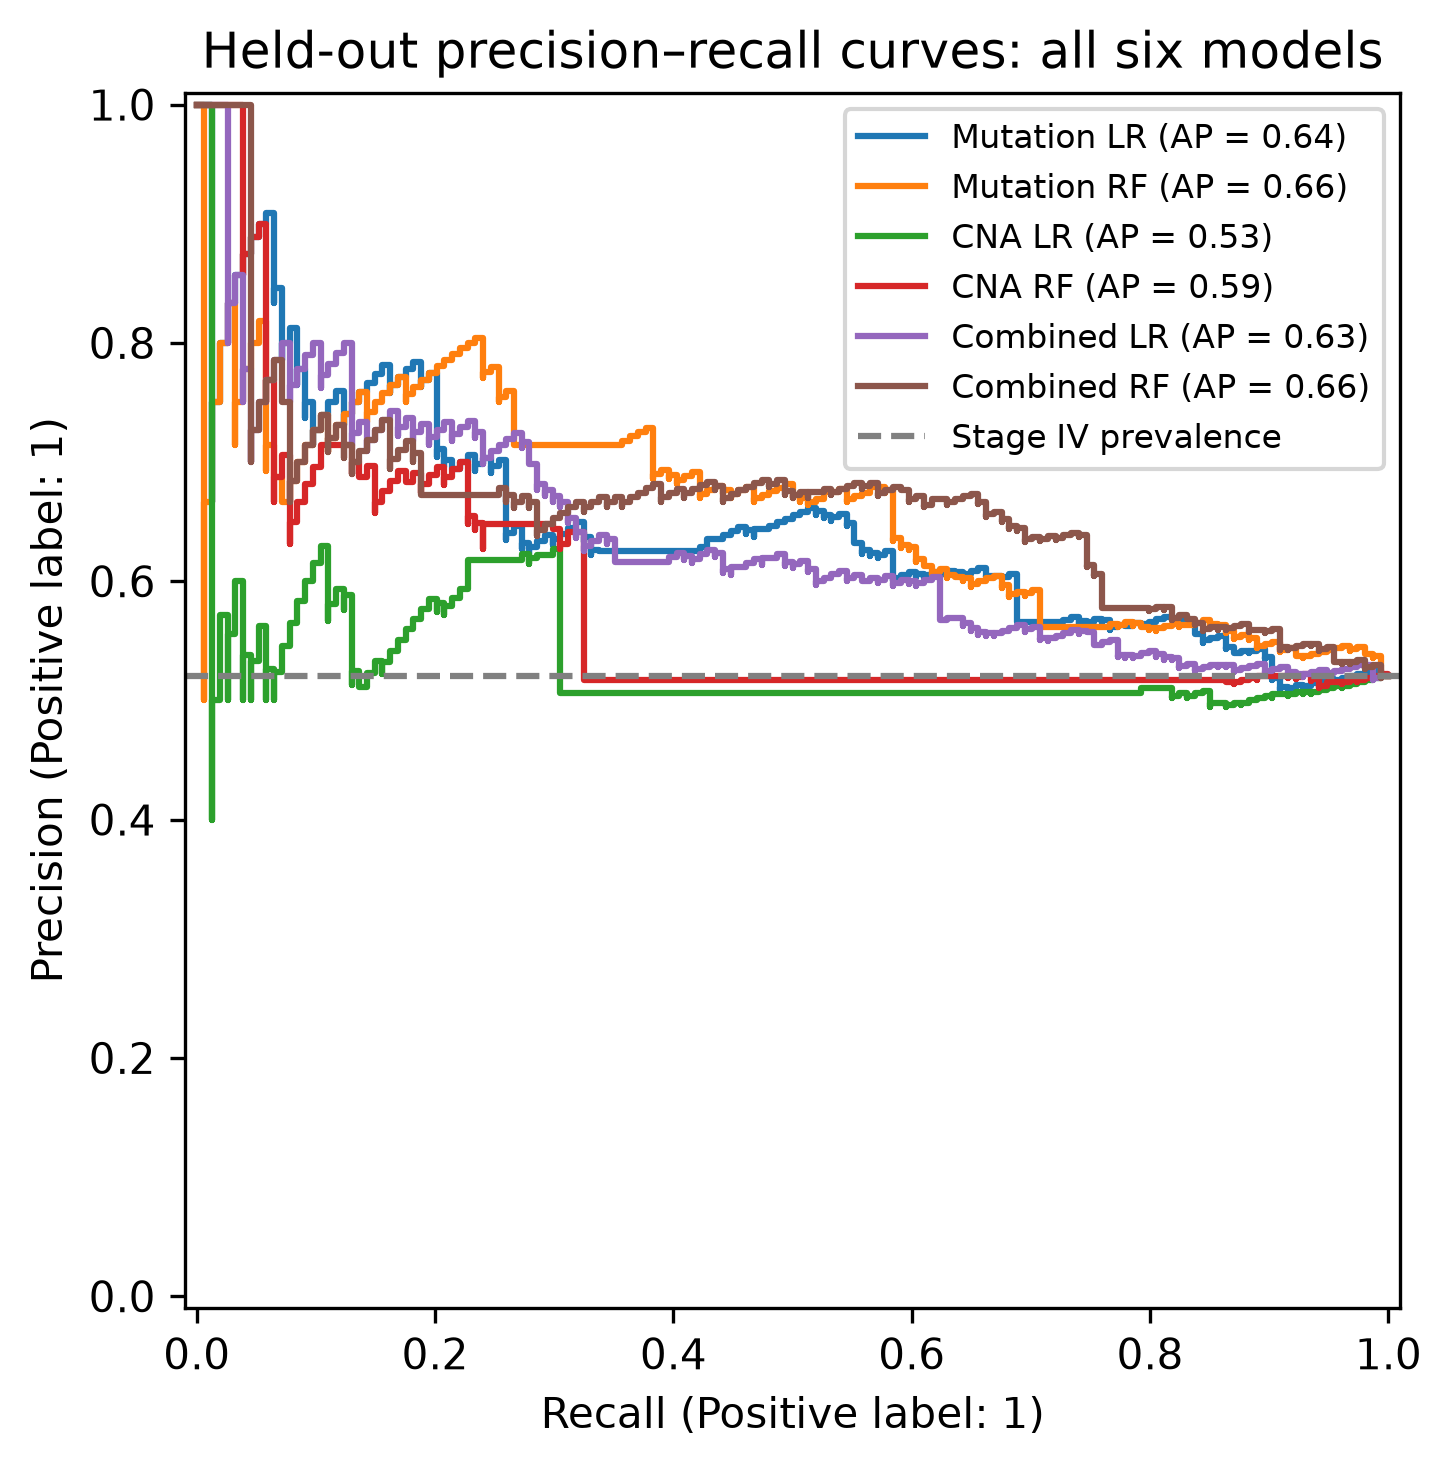 Held-out precision–recall curves: all six models
Mutation LR (AP = 0.64)
Mutation RF (AP = 0.66)
CNA LR (AP = 0.53)
CNA RF (AP = 0.59)
Combined LR (AP = 0.63)
Combined RF (AP = 0.66)
Stage IV prevalence
Precision (Positive label: 1)
1.0
0.8
0.6
0.4
0.2
0.0
0.0 0.2 0.4 0.6 0.8 1.0
Recall (Positive label: 1)